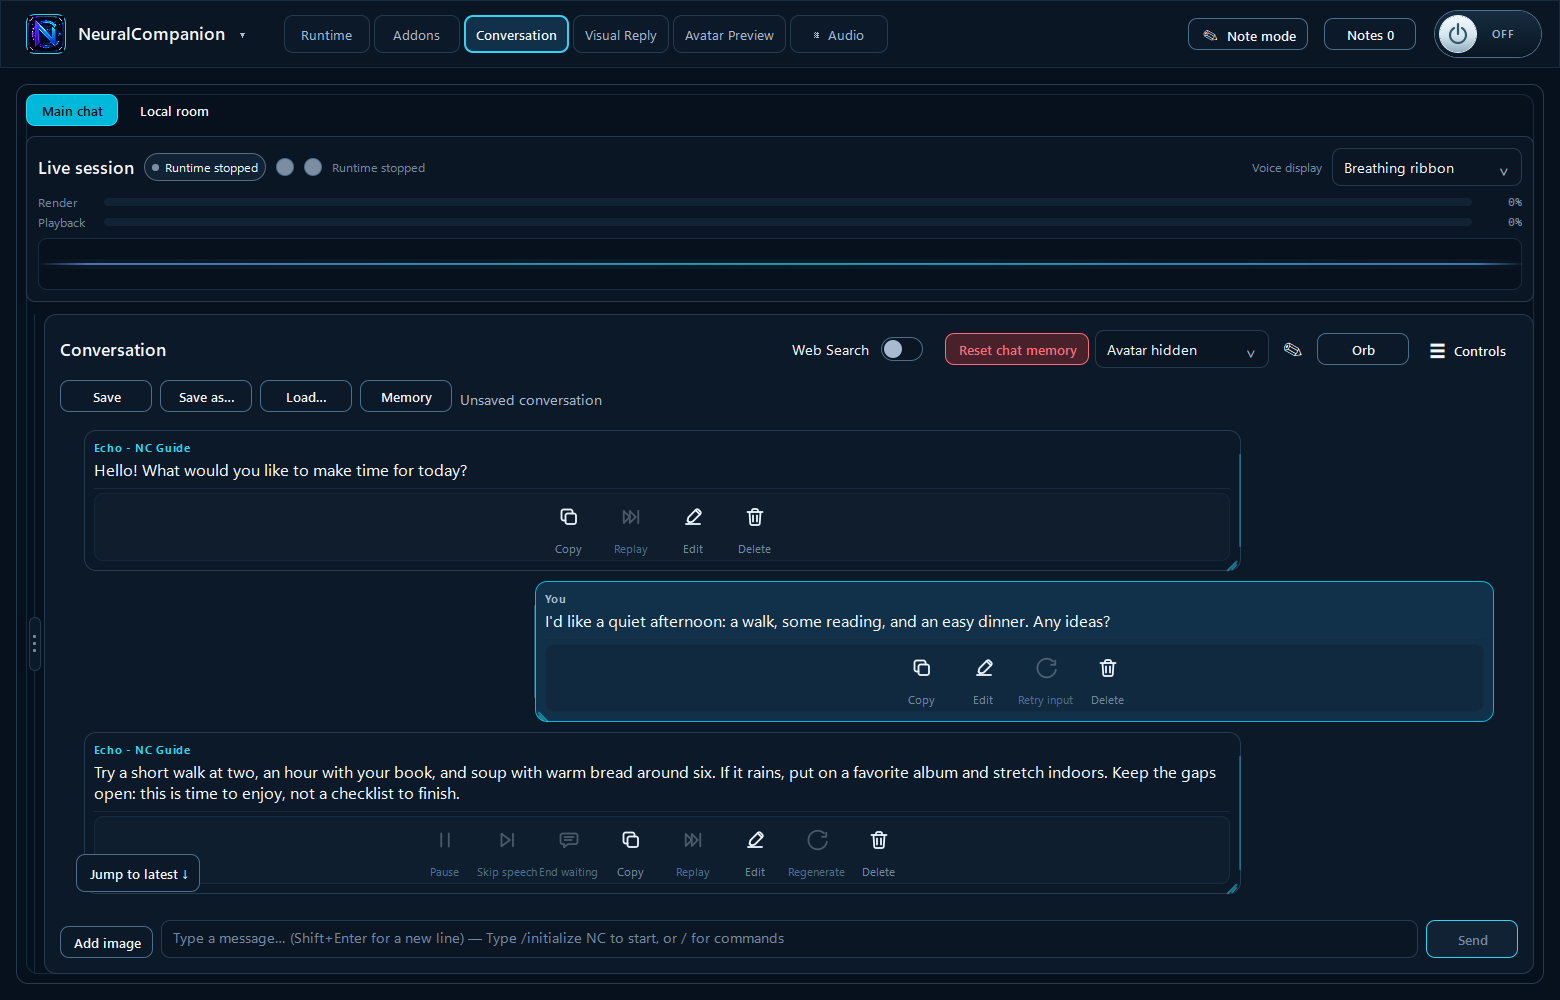 NeuralCompanion
Runtime
Addons
Conversation
Visual Reply
Avatar Preview
Audio
Note mode
Notes 0
OFF
Main chat
Local room
Live session
Runtime stopped
Runtime stopped
Voice display
Breathing ribbon
Render
0%
Playback
0%
Conversation
Web Search
Reset chat memory
Avatar hidden
Orb
Controls
Save
Save as...
Load...
Memory
Unsaved conversation
Echo - NC Guide
Hello! What would you like to make time for today?
Copy
Replay
Edit
Delete
You
I'd like a quiet afternoon: a walk, some reading, and an easy dinner. Any ideas?
Copy
Edit
Retry input
Delete
Echo - NC Guide
Try a short walk at two, an hour with your book, and soup with warm bread around six. If it rains, put on a favorite album and stretch indoors. Keep the gaps
open: this is time to enjoy, not a checklist to finish.
Pause
Skip speech
End waiting
Copy
Replay
Edit
Regenerate
Delete
Jump to latest ↓
Add image
Type a message... (Shift+Enter for a new line) — Type /initialize NC to start, or / for commands
Send